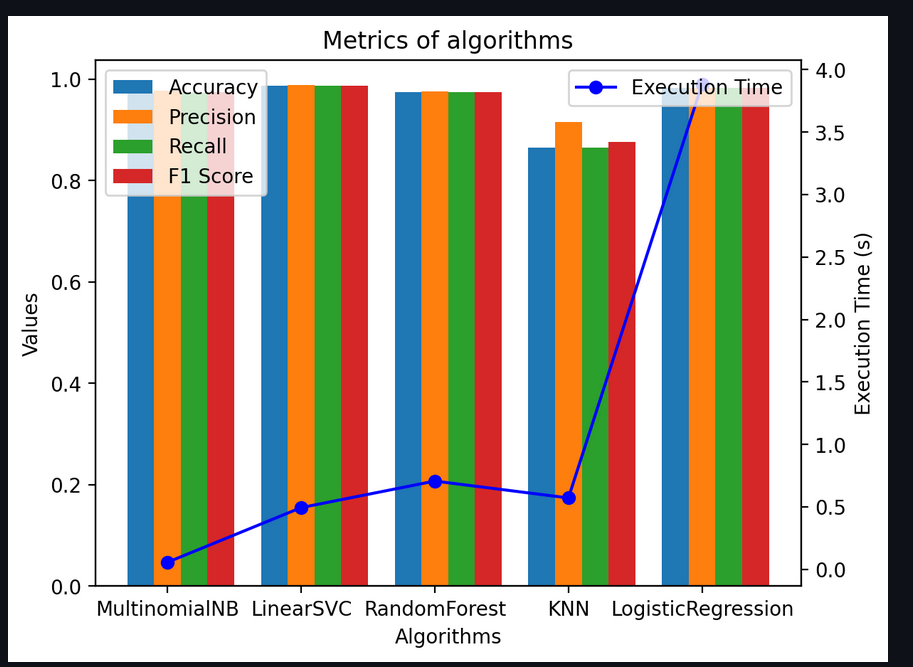 Metrics of algorithms
Accuracy
Precision
Recall
F1 Score
Execution Time
1.0
0.8
0.6
0.4
0.2
0.0
Values
4.0
3.5
3.0
2.5
2.0
1.5
1.0
0.5
0.0
Execution Time (s)
MultinomialNB LinearSVC RandomForest KNN LogisticRegression
Algorithms